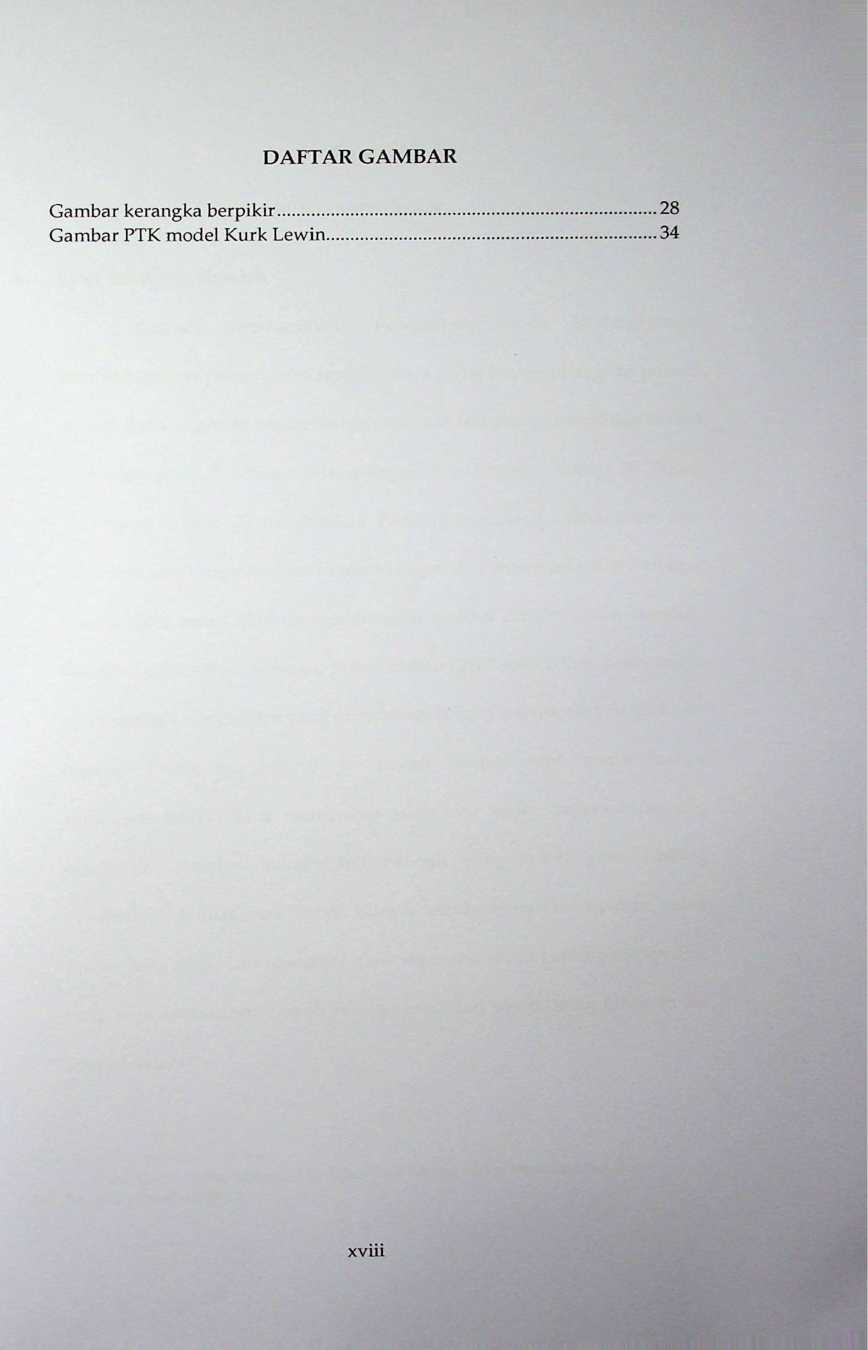 DAFTAR GAMBAR
Gambar kerangka berpikir...............................................................................28
Gambar PTK model Kurk Lewin.....................................................................34
xviii